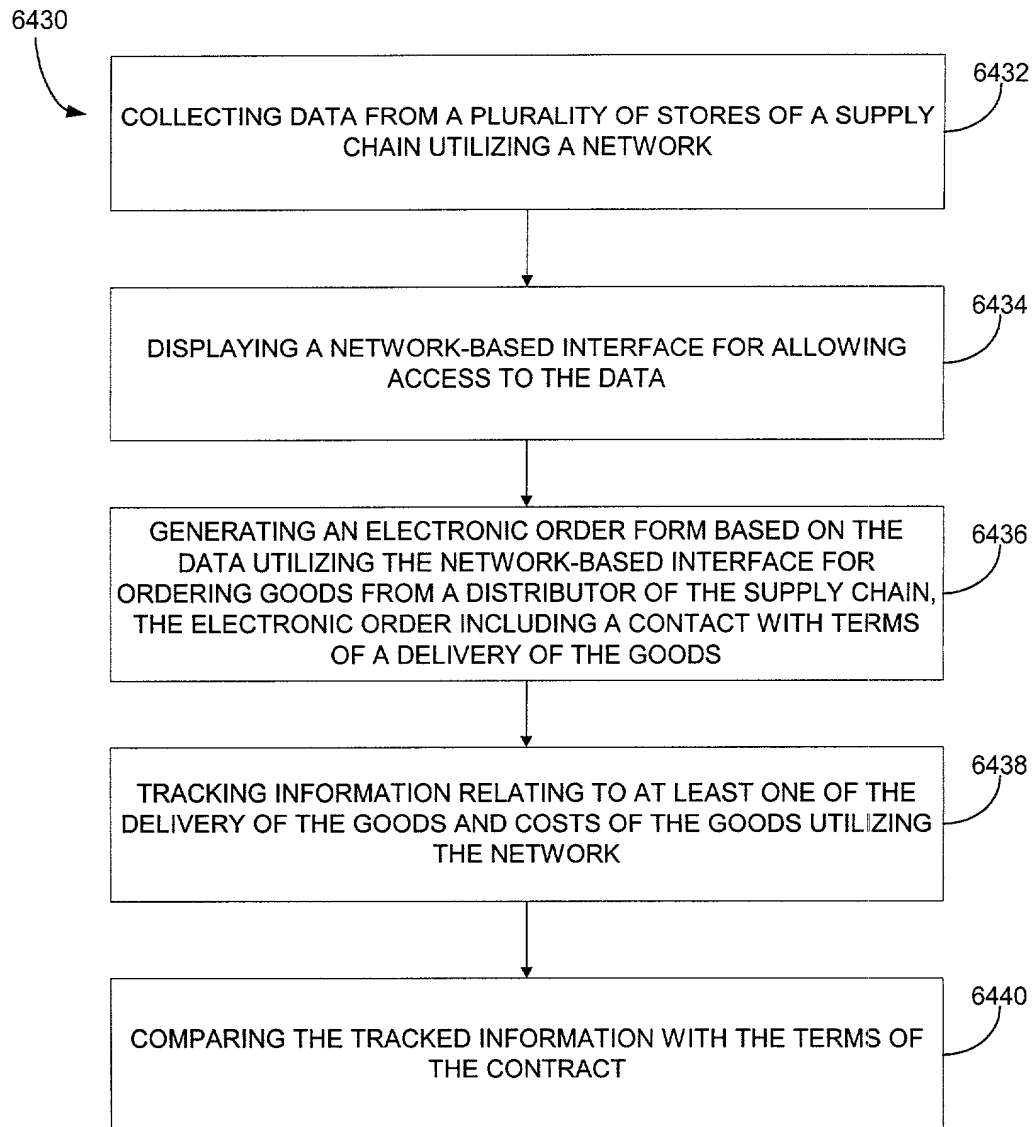 6430
6432
COLLECTING DATA FROM A PLURALITY OF STORES OF A SUPPLY
CHAIN UTILIZING A NETWORK
6434
DISPLAYING A NETWORK-BASED INTERFACE FOR ALLOWING
ACCESS TO THE DATA
6436
GENERATING AN ELECTRONIC ORDER FORM BASED ON THE
DATA UTILIZING THE NETWORK-BASED INTERFACE FOR
ORDERING GOODS FROM A DISTRIBUTOR OF THE SUPPLY CHAIN,
THE ELECTRONIC ORDER INCLUDING A CONTACT WITH TERMS
OF A DELIVERY OF THE GOODS
6438
TRACKING INFORMATION RELATING TO AT LEAST ONE OF THE
DELIVERY OF THE GOODS AND COSTS OF THE GOODS UTILIZING
THE NETWORK
6440
COMPARING THE TRACKED INFORMATION WITH THE TERMS OF
THE CONTRACT